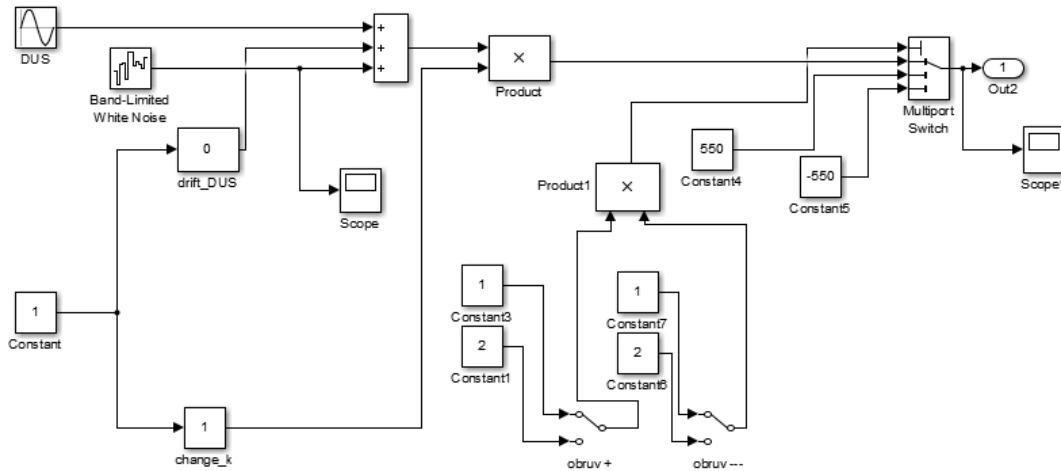 DUS
Band-Limited
White Noise
+
+
+
×
Product
1
Out2
Multiport
Switch
0
drift_DUS
Scope
550
Constant4
-550
Constant5
Scope1
Product1
×
1
Constant
1
Constant3
2
Constant1
1
Constant7
2
Constant6
1
change_k
obruv +
obruv ---